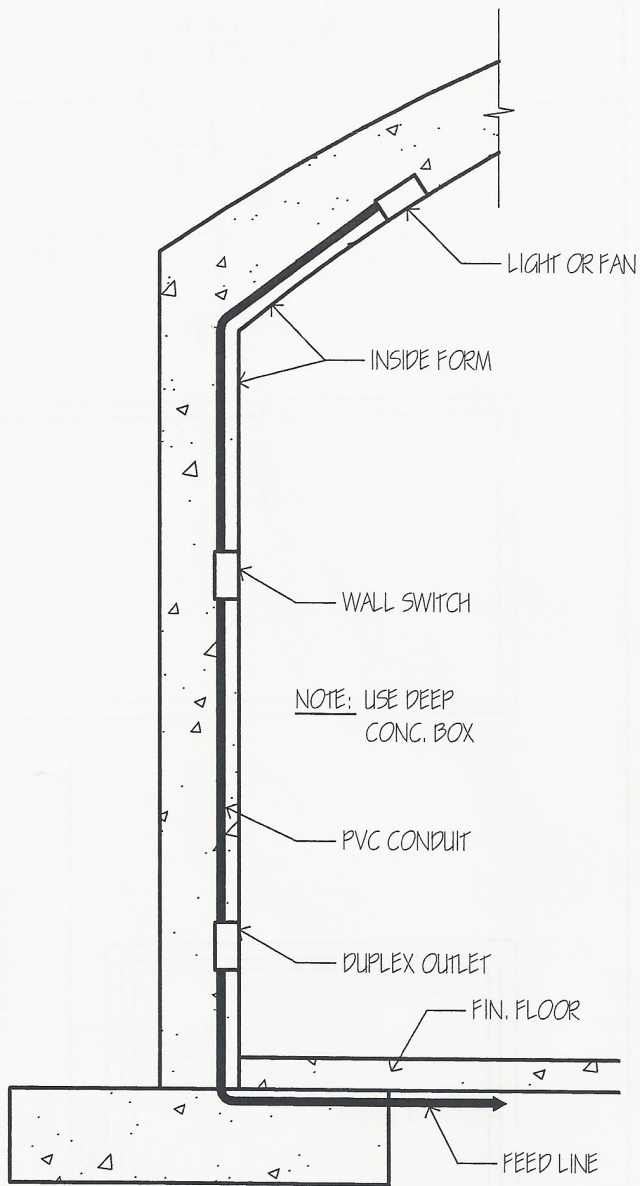 LIGHT OR FAN
INSIDE FORM
WALL SWITCH
NOTE: USE DEEP
CONC. BOX
PVC CONDUIT
DUPLEX OUTLET
FIN. FLOOR
FEED LINE